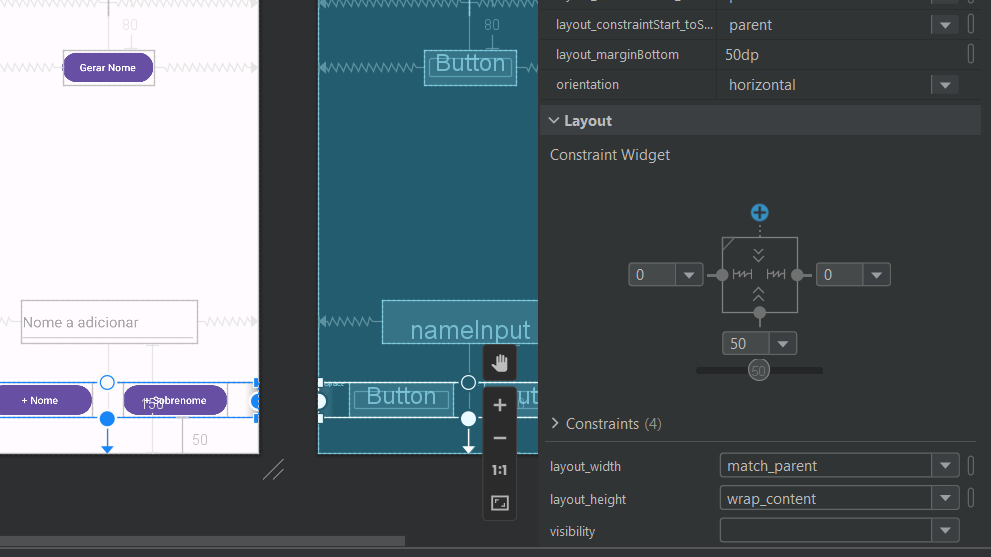 80
Gerar Nome
Nome a adicionar
+ Nome
+ Sobrenome
150
50
80
Button
nameInput
space
Button
layout_constraintStart_toS...
parent
layout_marginBottom
50dp
orientation
horizontal
Layout
Constraint Widget
0
0
50
50
Constraints (4)
layout_width
match_parent
layout_height
wrap_content
visibility
1:1